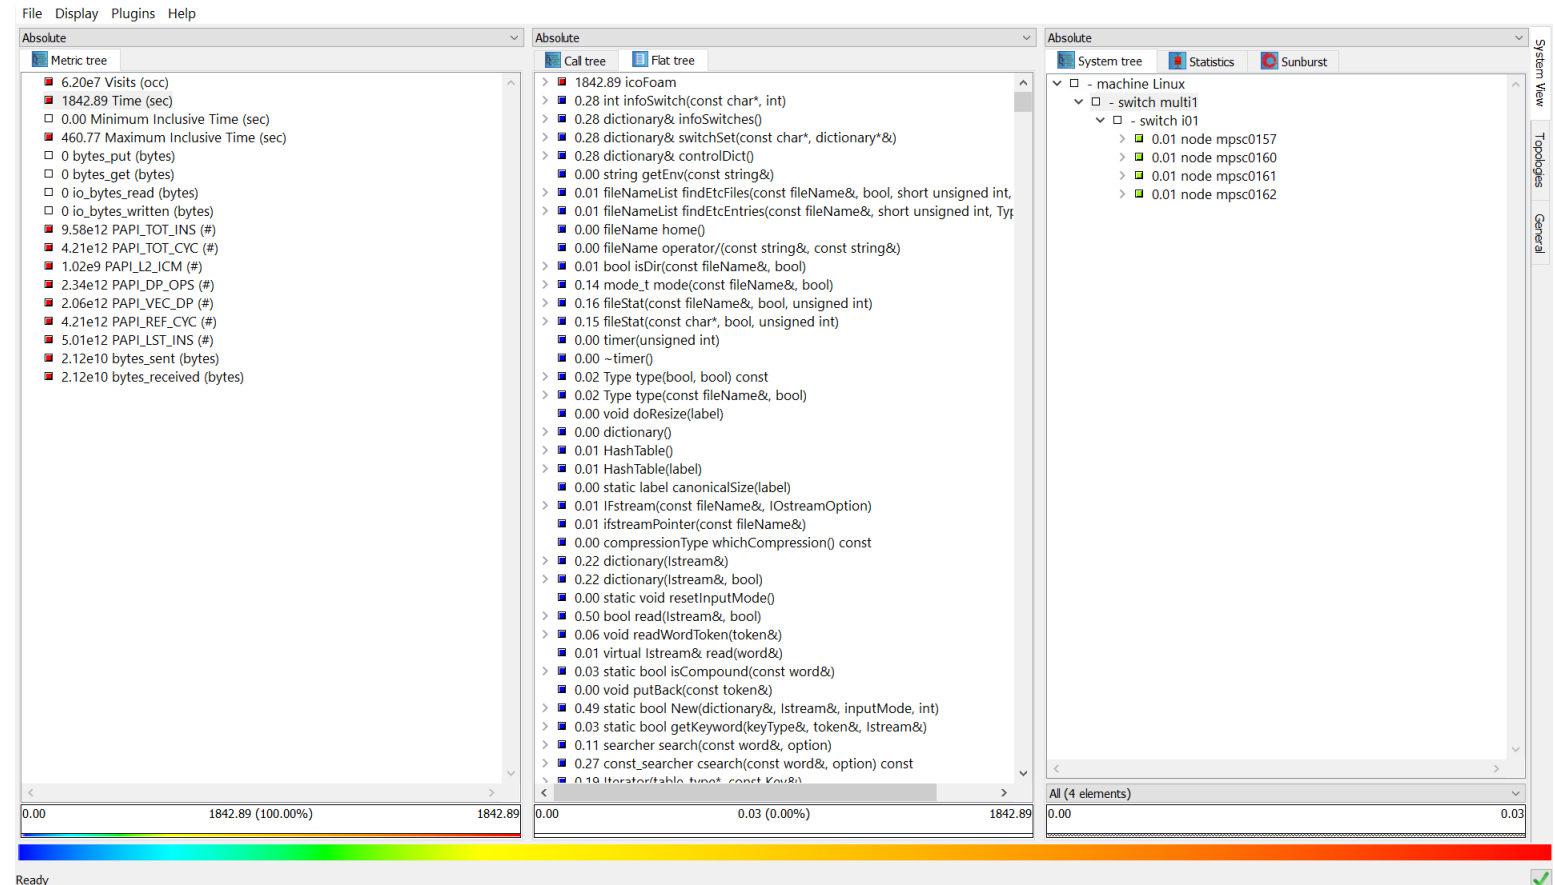 File Display Plugins Help
Absolute
Metric tree
6.20e7 Visits (occ)
1842.89 Time (sec)
0.00 Minimum Inclusive Time (sec)
460.77 Maximum Inclusive Time (sec)
0 bytes_put (bytes)
0 bytes_get (bytes)
0 io_bytes_read (bytes)
0 io_bytes_written (bytes)
9.58e12 PAPI_TOT_INS (#)
4.21e12 PAPI_TOT_CYC (#)
1.02e9 PAPI_L2_ICM (#)
2.34e12 PAPI_DP_OPS (#)
2.06e12 PAPI_VEC_DP (#)
4.21e12 PAPI_REF_CYC (#)
5.01e12 PAPI_LST_INS (#)
2.12e10 bytes_sent (bytes)
2.12e10 bytes_received (bytes)
0.00 1842.89 (100.00%) 1842.89
Absolute
Call tree Flat tree
1842.89 icoFoam
0.28 int infoSwitch(const char*, int)
0.28 dictionary& infoSwitches()
0.28 dictionary& switchSet(const char*, dictionary*&)
0.28 dictionary& controlDict()
0.00 string getEnv(const string&)
0.01 fileNameList findEtcFiles(const fileName&, bool, short unsigned int,
0.01 fileNameList findEtcEntries(const fileName&, short unsigned int, Typ
0.00 fileName home()
0.00 fileName operator/(const string&, const string&)
0.01 bool isDir(const fileName&, bool)
0.14 mode_t mode(const fileName&, bool)
0.16 fileStat(const fileName&, bool, unsigned int)
0.15 fileStat(const char*, bool, unsigned int)
0.00 timer(unsigned int)
0.00 ~timer()
0.02 Type type(bool, bool) const
0.02 Type type(const fileName&, bool)
0.00 void doResize(label)
0.00 dictionary()
0.01 HashTable()
0.01 HashTable(label)
0.00 static label canonicalSize(label)
0.01 IFstream(const fileName&, IOstreamOption)
0.01 ifstreamPointer(const fileName&)
0.00 compressionType whichCompression() const
0.22 dictionary(Istream&)
0.22 dictionary(Istream&, bool)
0.00 static void resetInputMode()
0.50 bool read(Istream&, bool)
0.06 void readWordToken(token&)
0.01 virtual Istream& read(word&)
0.03 static bool isCompound(const word&)
0.00 void putBack(const token&)
0.49 static bool New(dictionary&, Istream&, inputMode, int)
0.03 static bool getKeyword(keyType&, token&, Istream&)
0.11 searcher search(const word&, option)
0.27 const_searcher csearch(const word&, option) const
0.19 Iterator(table_type*, const Key&)
0.00 0.03 (0.00%) 1842.89
Absolute
System tree Statistics Sunburst
- machine Linux
- switch multi1
- switch i01
0.01 node mpsc0157
0.01 node mpsc0160
0.01 node mpsc0161
0.01 node mpsc0162
All (4 elements)
0.00 0.03
System View
Topologies
General
Ready